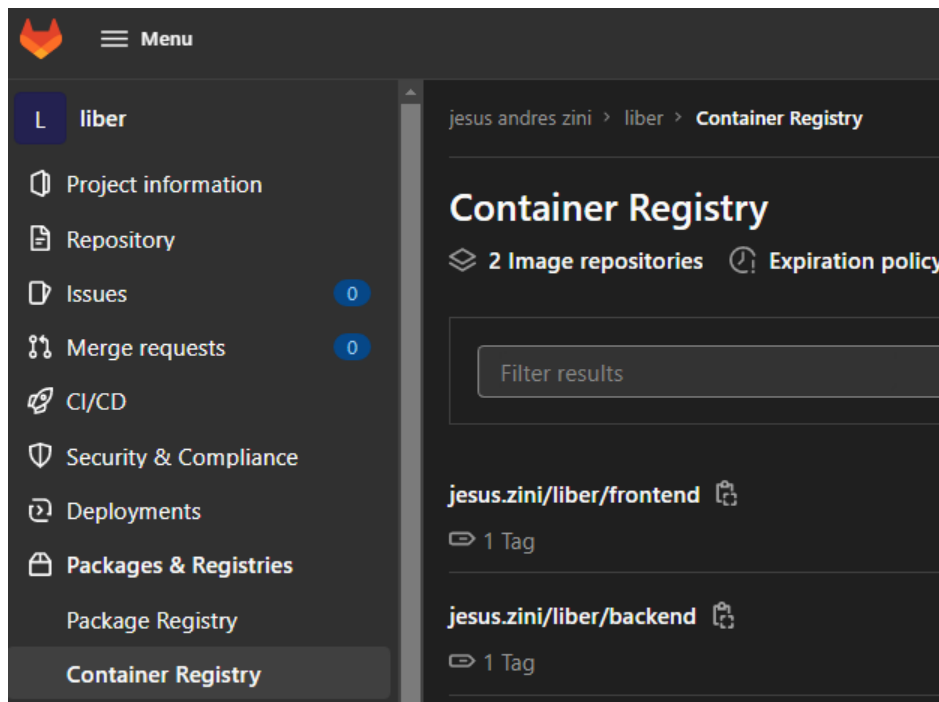 Menu
L liber
Project information
Repository
Issues 0
Merge requests 0
CI/CD
Security & Compliance
Deployments
Packages & Registries
Package Registry
Container Registry
jesus andres zini > liber > Container Registry
Container Registry
2 Image repositories Expiration policy
Filter results
jesus.zini/liber/frontend
1 Tag
jesus.zini/liber/backend
1 Tag